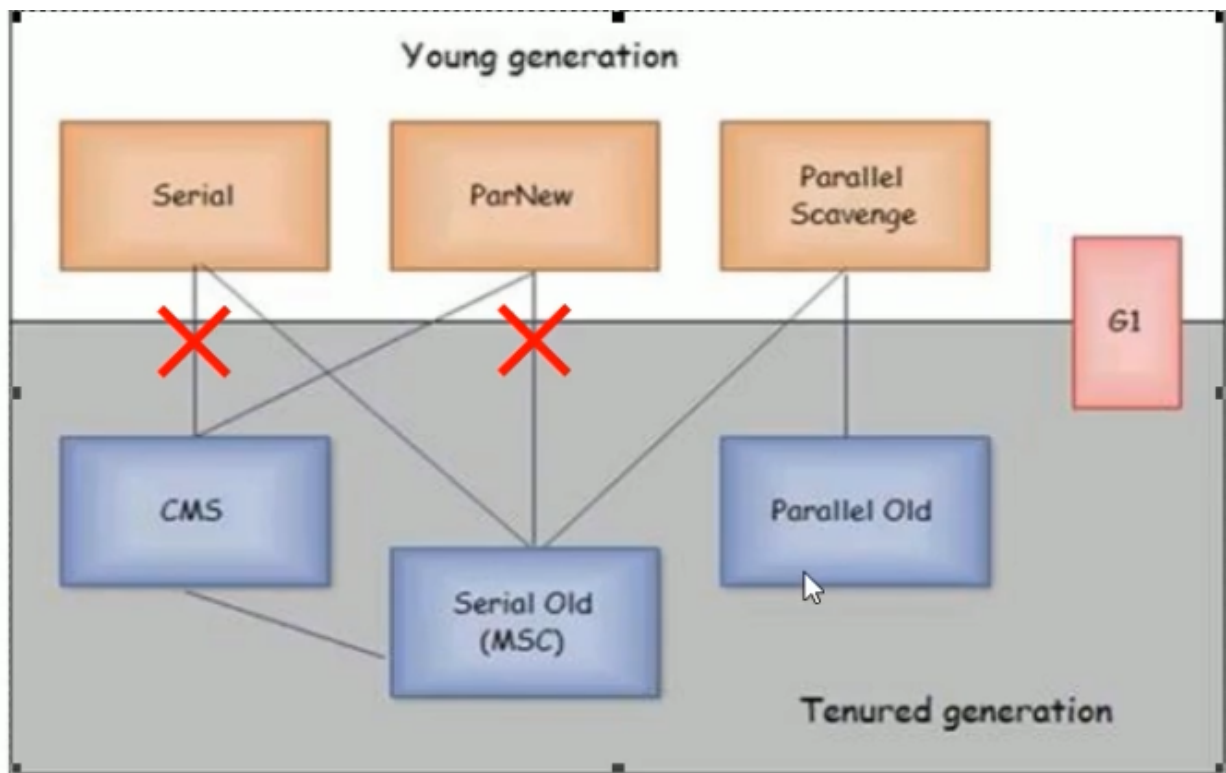 Young generation
Serial
ParNew
Parallel
Scavenge
G1
CMS
Serial Old
(MSC)
Parallel Old
Tenured generation